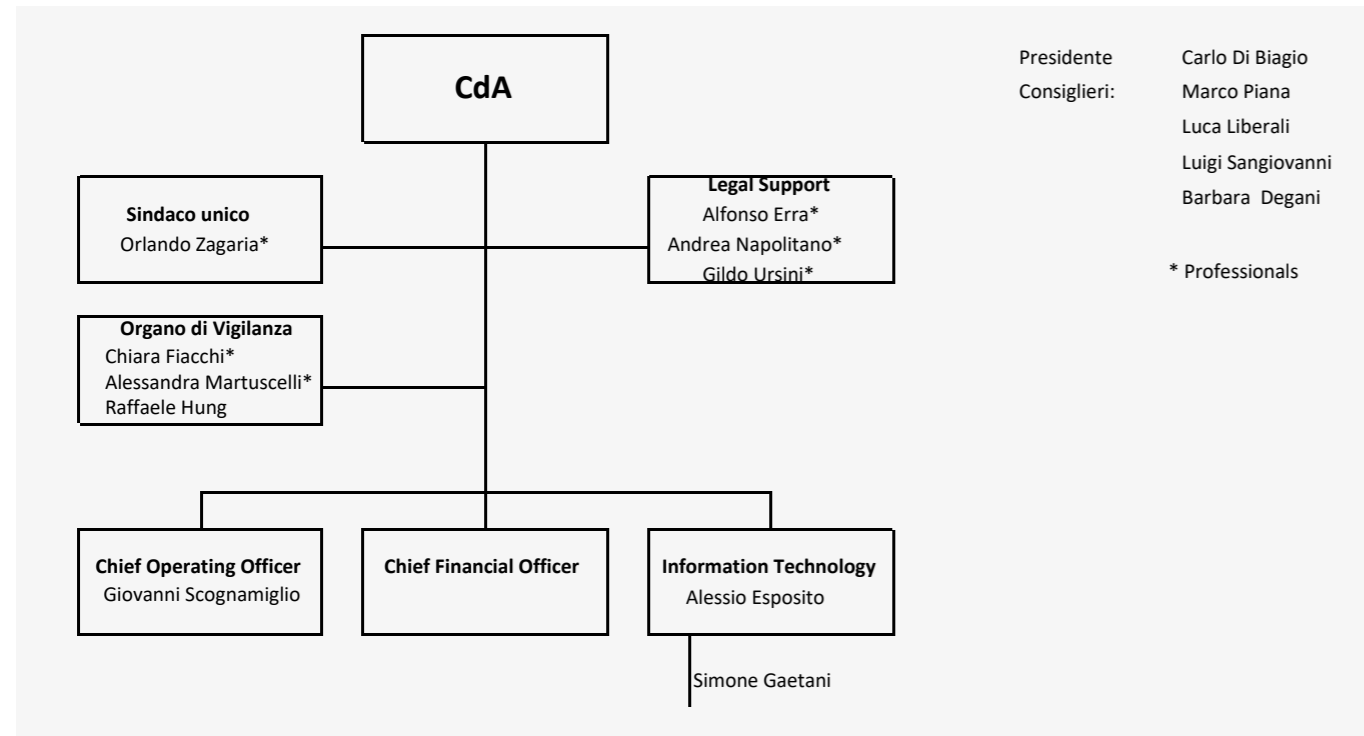 CdA
Presidente Carlo Di Biagio
Consiglieri: Marco Piana
Luca Liberali
Luigi Sangiovanni
Barbara Degani
* Professionals
Sindaco unico
Orlando Zagaria*
Legal Support
Alfonso Erra*
Andrea Napolitano*
Gildo Ursini*
Organo di Vigilanza
Chiara Fiacchi*
Alessandra Martuscelli*
Raffaele Hung
Chief Operating Officer
Giovanni Scognamiglio
Chief Financial Officer
Information Technology
Alessio Esposito
Simone Gaetani